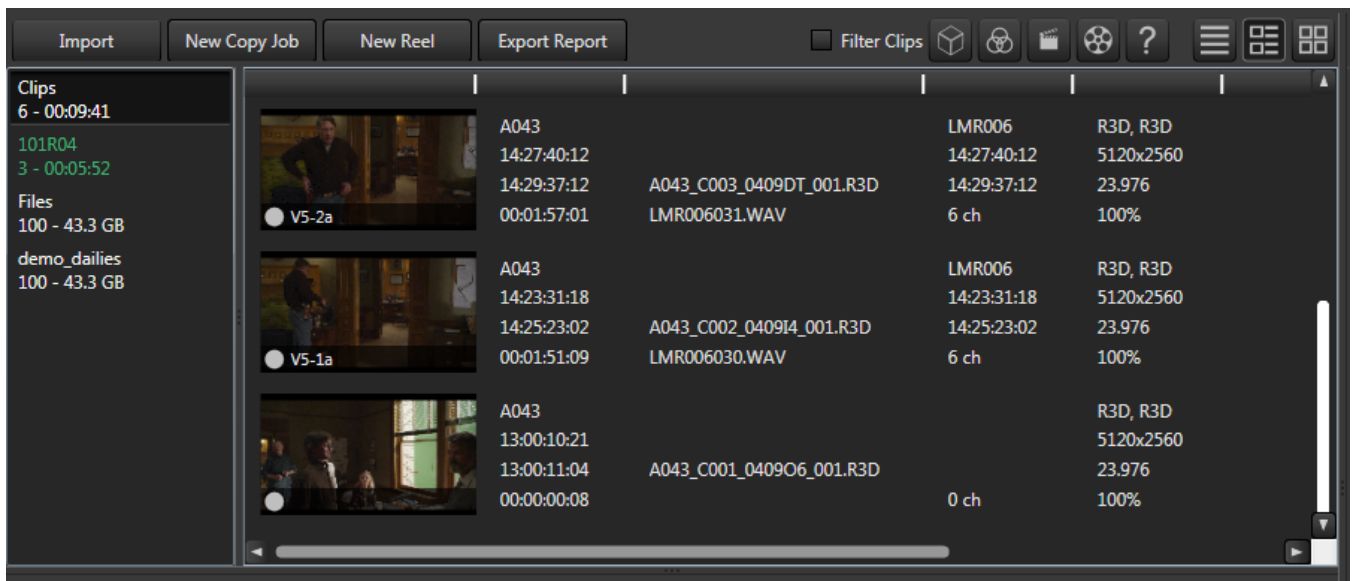 Import New Copy Job New Reel Export Report Filter Clips ?
Clips
6 - 00:09:41
101R04
3 - 00:05:52
Files
100 - 43.3 GB
demo_dailies
100 - 43.3 GB
A043 LMR006 R3D, R3D
14:27:40:12 14:27:40:12 5120x2560
14:29:37:12 A043_C003_0409DT_001.R3D 14:29:37:12 23.976
V5-2a 00:01:57:01 LMR006031.WAV 6 ch 100%
A043 LMR006 R3D, R3D
14:23:31:18 14:23:31:18 5120x2560
14:25:23:02 A043_C002_0409I4_001.R3D 14:25:23:02 23.976
V5-1a 00:01:51:09 LMR006030.WAV 6 ch 100%
A043 R3D, R3D
13:00:10:21 5120x2560
13:00:11:04 A043_C001_0409O6_001.R3D 23.976
00:00:00:08 0 ch 100%